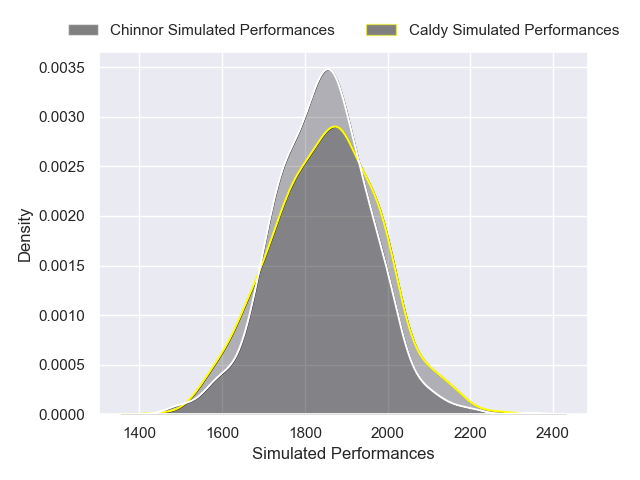 Chinnor Simulated Performances
Caldy Simulated Performances
0.0035
0.0030
0.0025
0.0020
0.0015
0.0010
0.0005
0.0000
Density
1400 1600 1800 2000 2200 2400
Simulated Performances